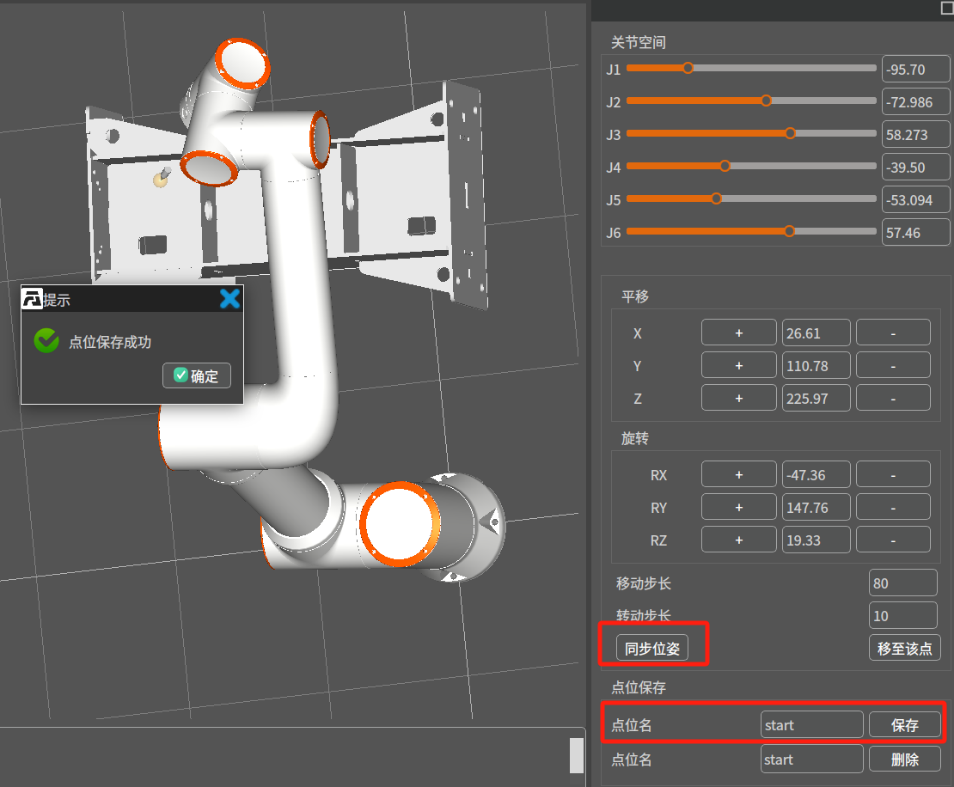 关节空间
J1 -95.70
J2 -72.986
J3 58.273
J4 -39.50
J5 -53.094
J6 57.46
平移
X + 26.61 -
Y + 110.78 -
Z + 225.97 -
旋转
RX + -47.36 -
RY + 147.76 -
RZ + 19.33 -
移动步长 80
转动步长 10
同步位姿 移至该点
点位保存
点位名 start 保存
点位名 start 删除
提示
点位保存成功
确定